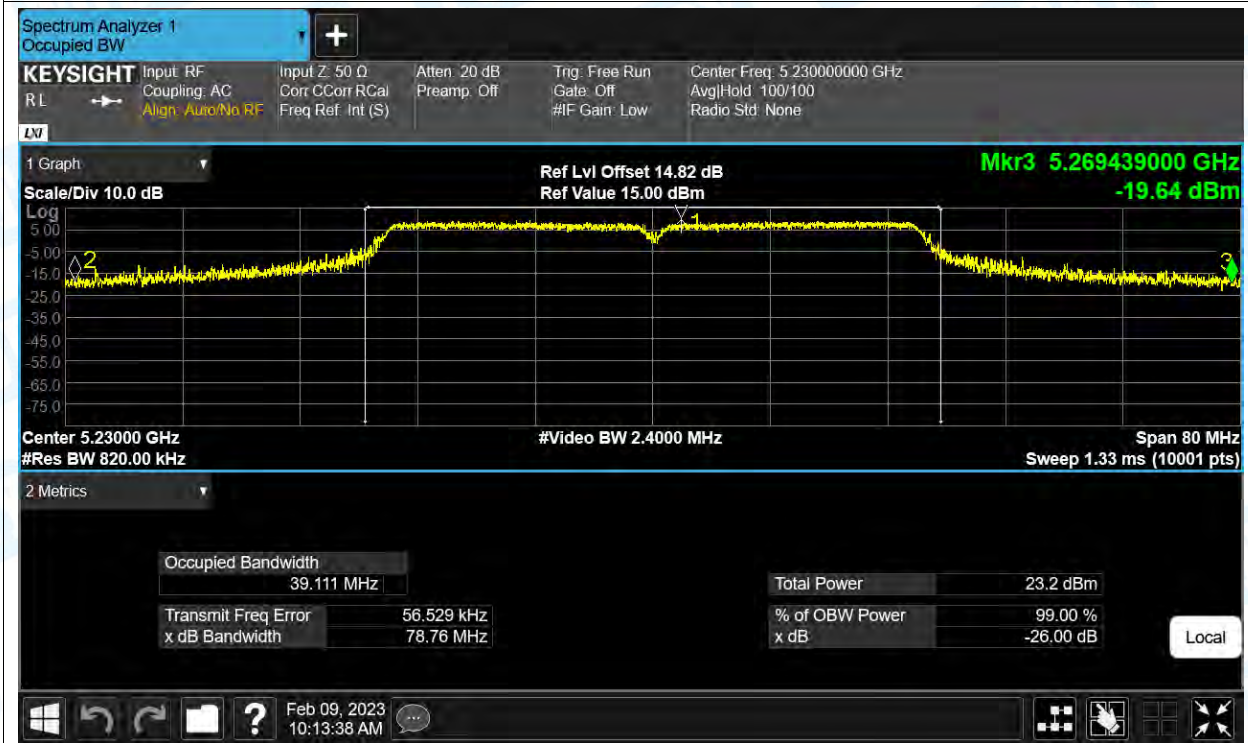 Spectrum Analyzer 1
Occupied BW
+
KEYSIGHT Input: RF Input Z: 50 Ω Atten: 20 dB Trig: Free Run Center Freq: 5.230000000 GHz
R L Coupling: AC Corr CCorr RCal Preamp: Off Gate: Off Avg|Hold: 100/100
Align: Auto/No RF Freq Ref: Int (S) #IF Gain: Low Radio Std: None
LXI
1 Graph Ref Lvl Offset 14.82 dB Mkr3 5.269439000 GHz
Scale/Div 10.0 dB Ref Value 15.00 dBm -19.64 dBm
Log
5.00 1
-5.00 2 3
-15.0
-25.0
-35.0
-45.0
-55.0
-65.0
-75.0
Center 5.23000 GHz #Video BW 2.4000 MHz Span 80 MHz
#Res BW 820.00 kHz Sweep 1.33 ms (10001 pts)
2 Metrics
Occupied Bandwidth
39.111 MHz Total Power 23.2 dBm
Transmit Freq Error 56.529 kHz % of OBW Power 99.00 %
x dB Bandwidth 78.76 MHz x dB -26.00 dB
Local
? Feb 09, 2023
10:13:38 AM